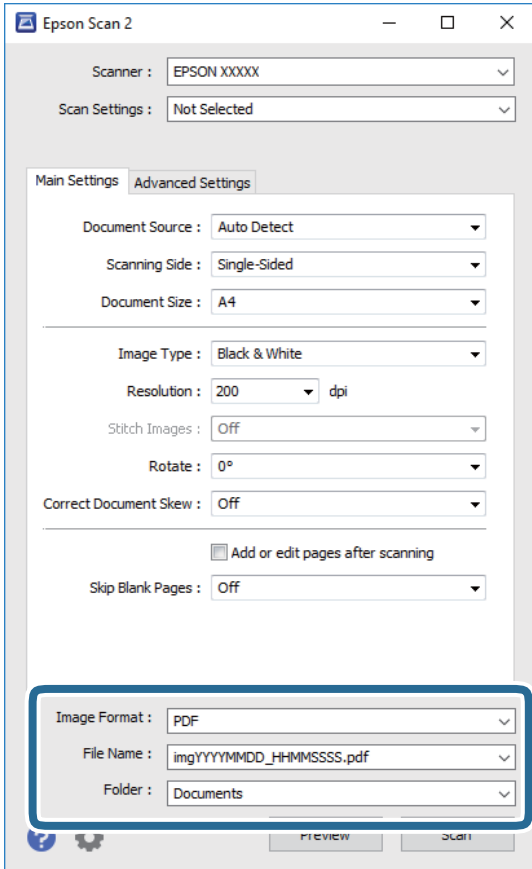 Epson Scan 2
Scanner : EPSON XXXXX
Scan Settings : Not Selected
Main Settings Advanced Settings
Document Source : Auto Detect
Scanning Side : Single-Sided
Document Size : A4
Image Type : Black & White
Resolution : 200 dpi
Stitch Images : Off
Rotate : 0°
Correct Document Skew : Off
Add or edit pages after scanning
Skip Blank Pages : Off
Image Format : PDF
File Name : imgYYYYMMDD_HHMMSSSS.pdf
Folder : Documents
? Preview Scan